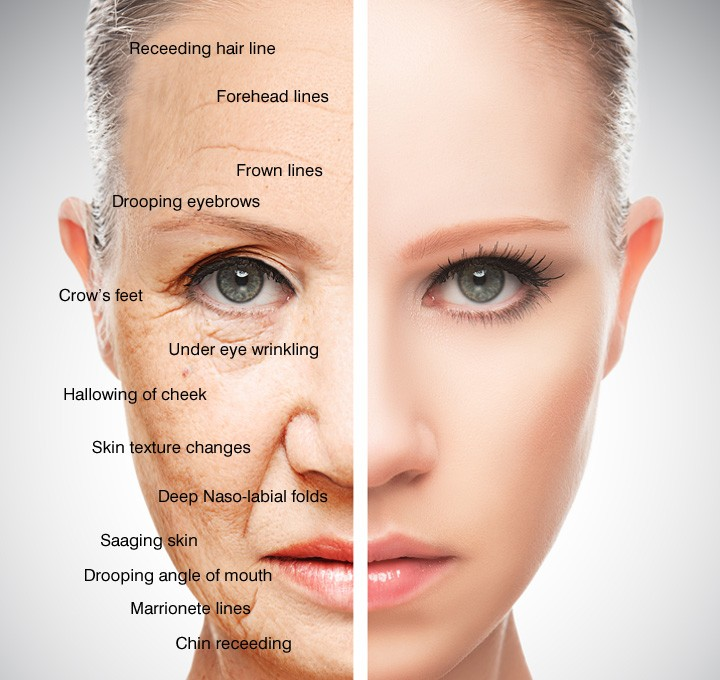 Receeding hair line
Forehead lines
Frown lines
Drooping eyebrows
Crow's feet
Under eye wrinkling
Hallowing of cheek
Skin texture changes
Deep Naso-labial folds
Saaging skin
Drooping angle of mouth
Marrionete lines
Chin receeding